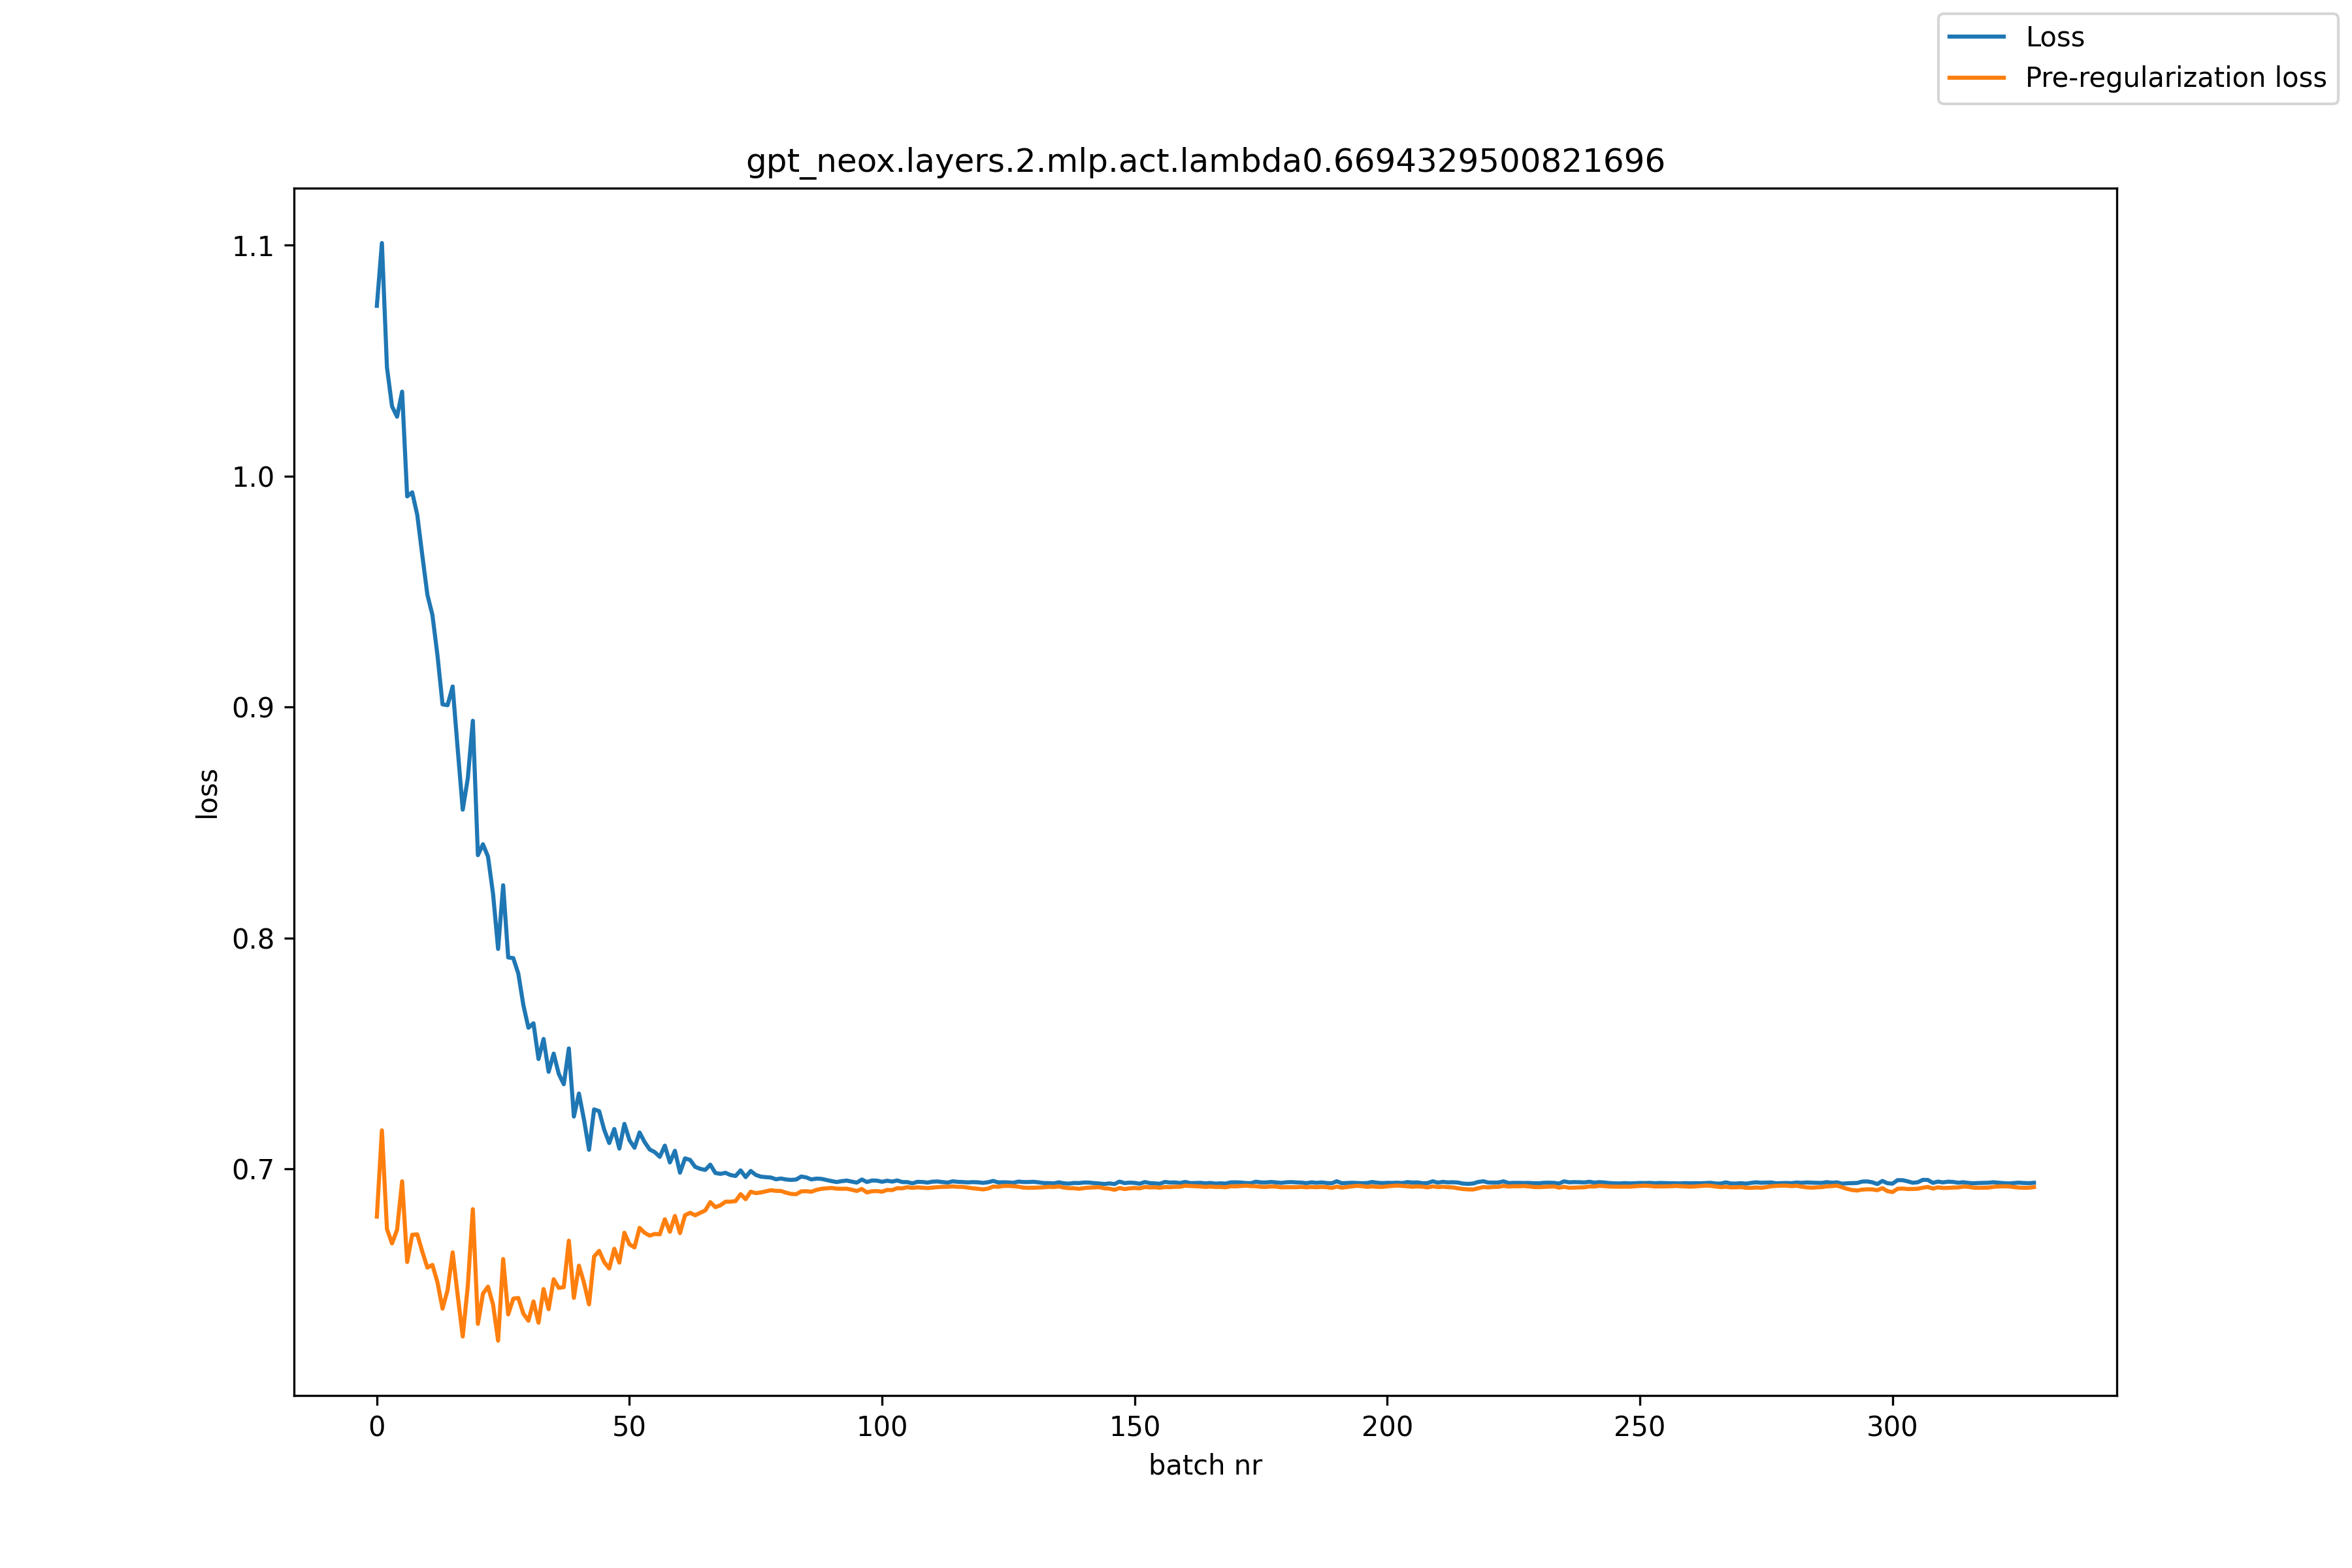 Loss
Pre-regularization loss
gpt_neox.layers.2.mlp.act.lambda0.6694329500821696
1.1
1.0
0.9
0.8
0.7
loss
0 50 100 150 200 250 300
batch nr